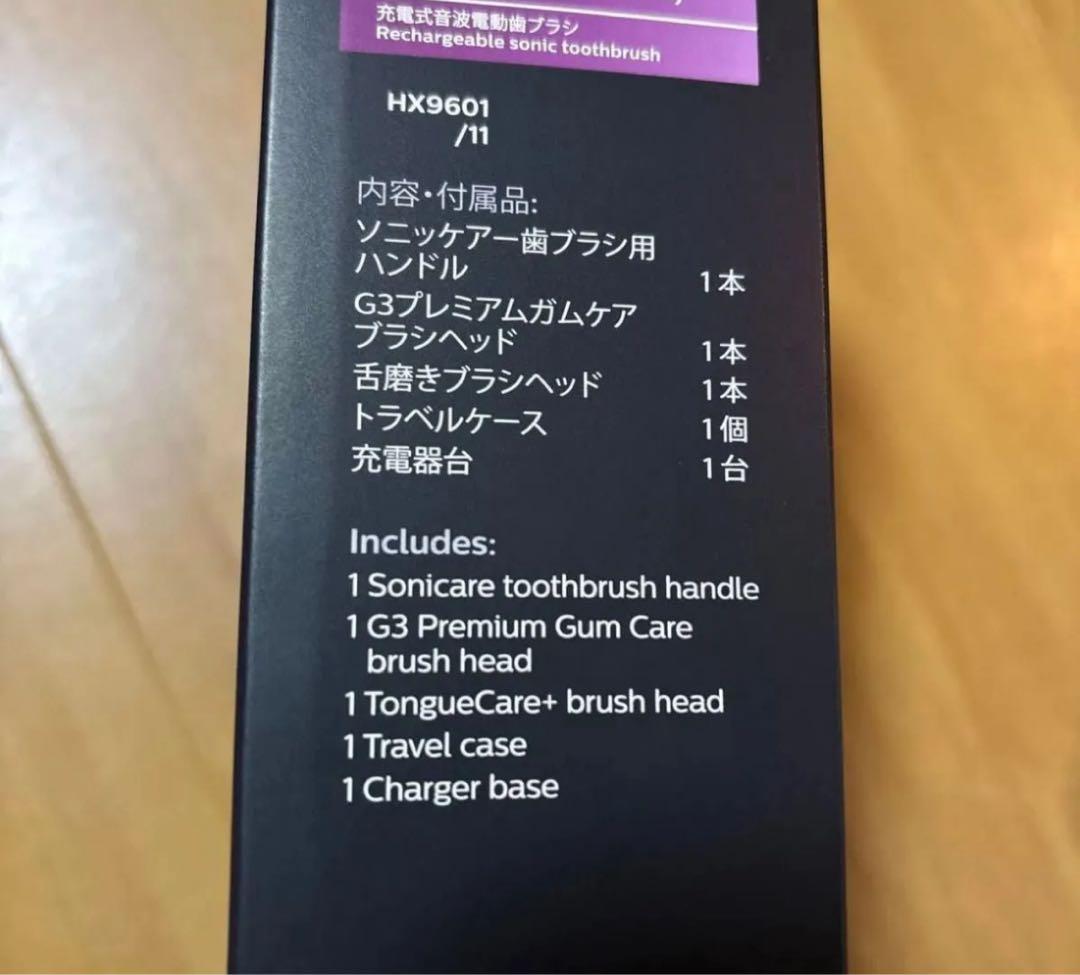 充電式音波電動歯ブラシ
Rechargeable sonic toothbrush
HX9601
/11
内容・付属品:
ソニッケアー歯ブラシ用
ハンドル 1本
G3プレミアムガムケア
ブラシヘッド 1本
舌磨きブラシヘッド 1本
トラベルケース 1個
充電器台 1台
Includes:
1 Sonicare toothbrush handle
1 G3 Premium Gum Care
brush head
1 TongueCare+ brush head
1 Travel case
1 Charger base